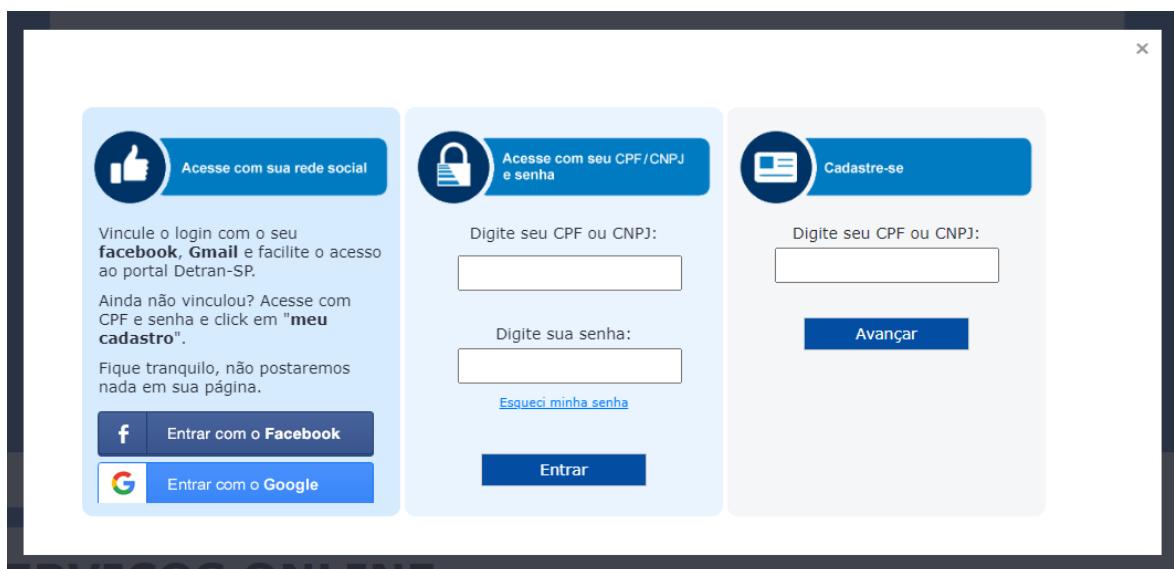 ×
Acesse com sua rede social
Vincule o login com o seu
facebook, Gmail e facilite o acesso
ao portal Detran-SP.
Ainda não vinculou? Acesse com
CPF e senha e click em "meu
cadastro".
Fique tranquilo, não postaremos
nada em sua página.
f Entrar com o Facebook
G Entrar com o Google
Acesse com seu CPF/CNPJ
e senha
Digite seu CPF ou CNPJ:
Digite sua senha:
Esqueci minha senha
Entrar
Cadastre-se
Digite seu CPF ou CNPJ:
Avançar